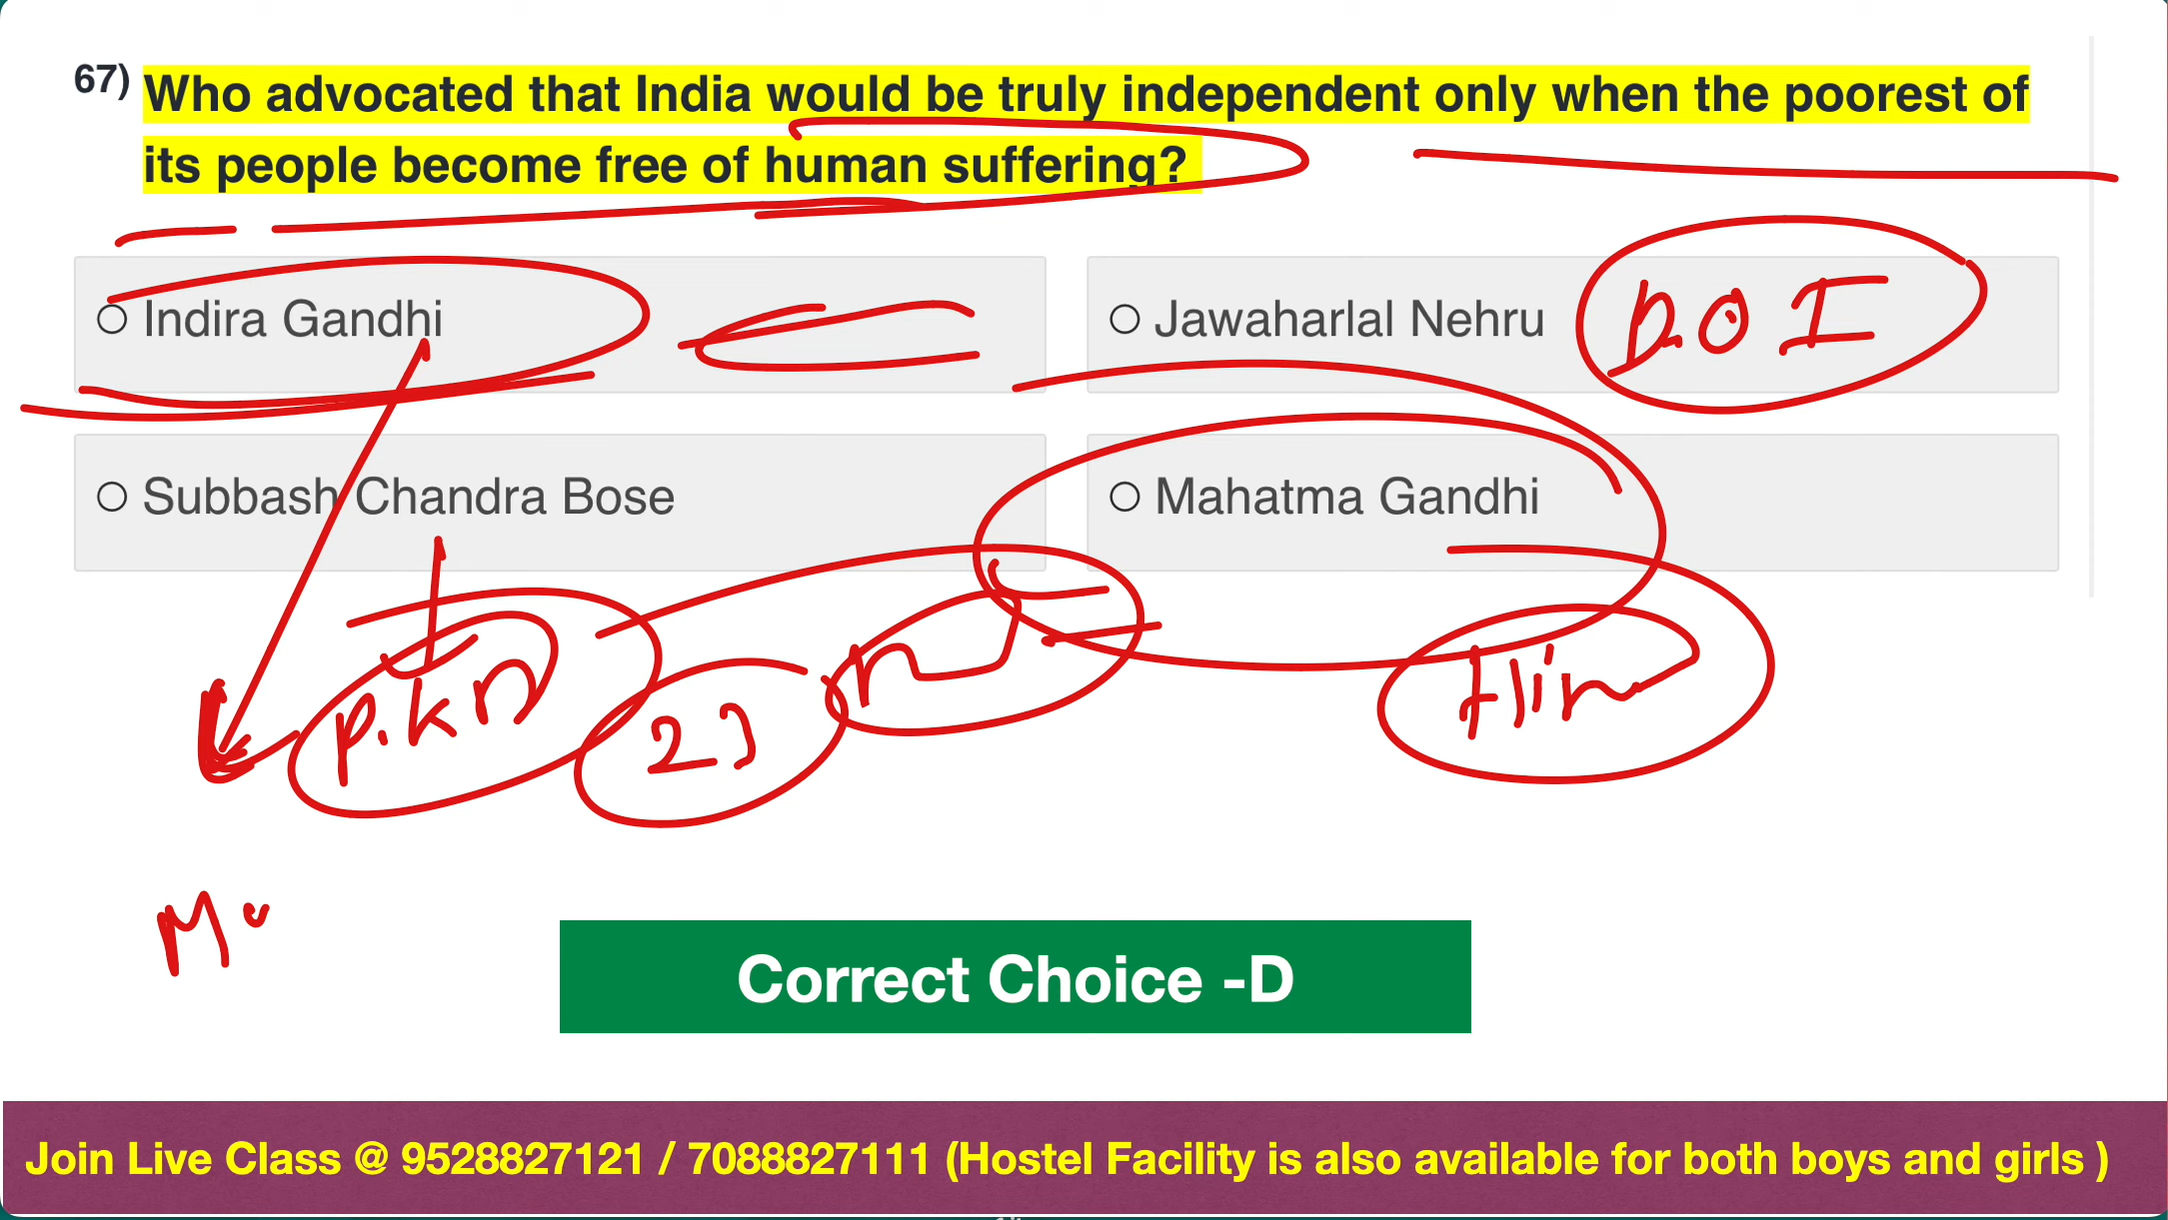 67) Who advocated that India would be truly independent only when the poorest of
its people become free of human suffering?
Indira Gandhi
Jawaharlal Nehru
D.O I
Subbash Chandra Bose
Mahatma Gandhi
P.K
23
Correct Choice -D
Join Live Class @ 9528827121 / 7088827111 (Hostel Facility is also available for both boys and girls )